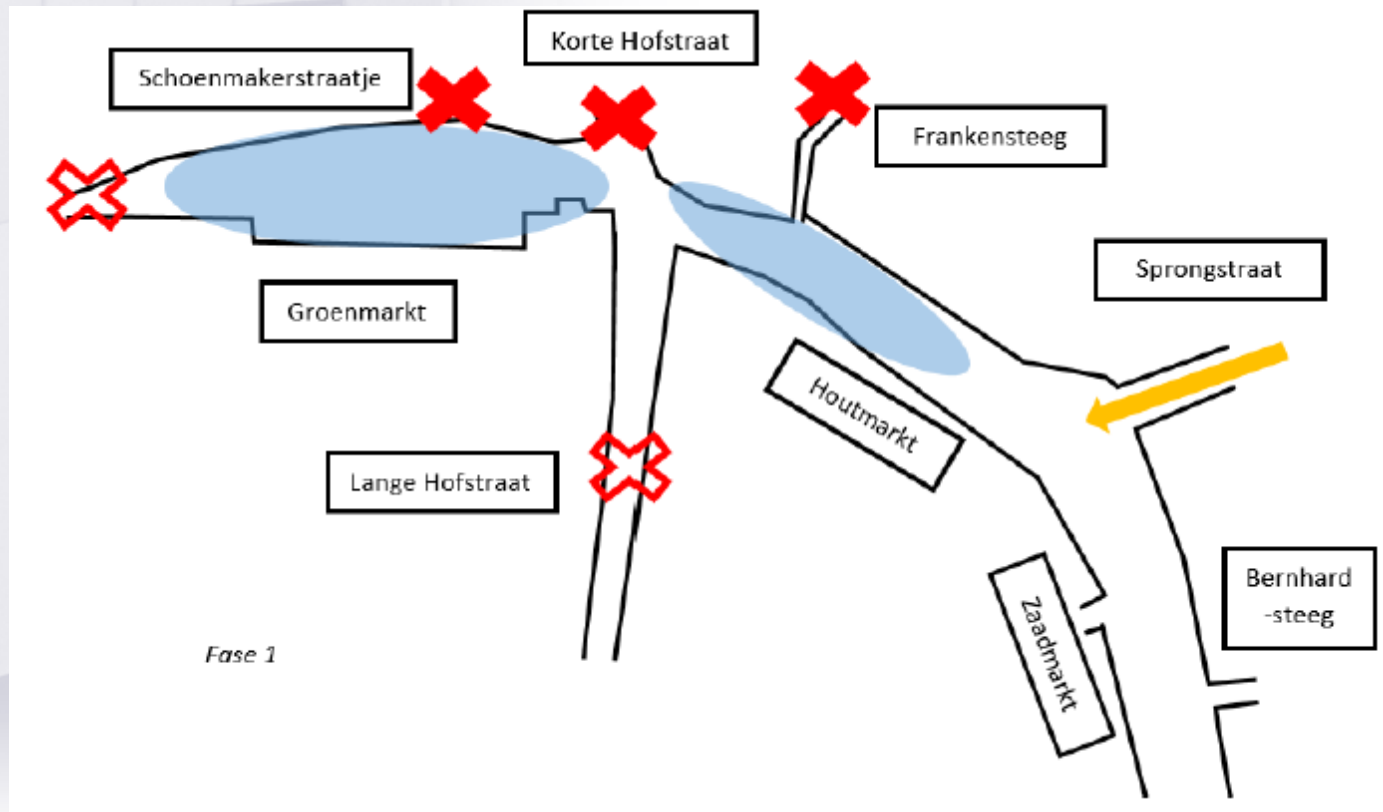 Korte Hofstraat
Schoenmakerstraatje
Frankensteeg
Sprongstraat
Groenmarkt
Houtmarkt
Lange Hofstraat
Bernhard
-steeg
Zaadmarkt
Fase 1